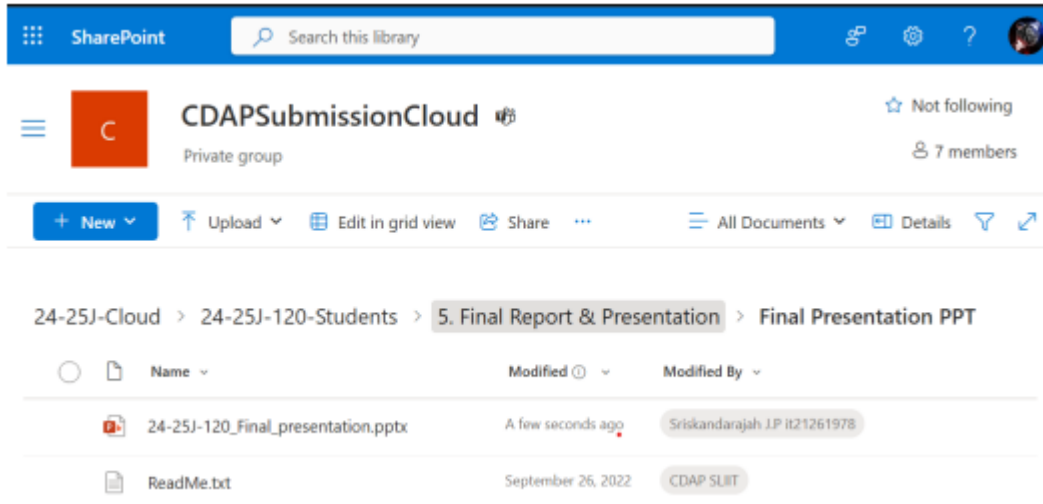 SharePoint Search this library ?
C CDAPSubmissionCloud Not following
Private group 7 members
+ New Upload Edit in grid view Share ... All Documents Details
24-25J-Cloud > 24-25J-120-Students > 5. Final Report & Presentation > Final Presentation PPT
Name Modified Modified By
24-25J-120_Final_presentation.pptx A few seconds ago Sriskandarajah J.P it21261978
ReadMe.txt September 26, 2022 CDAP SLIIT